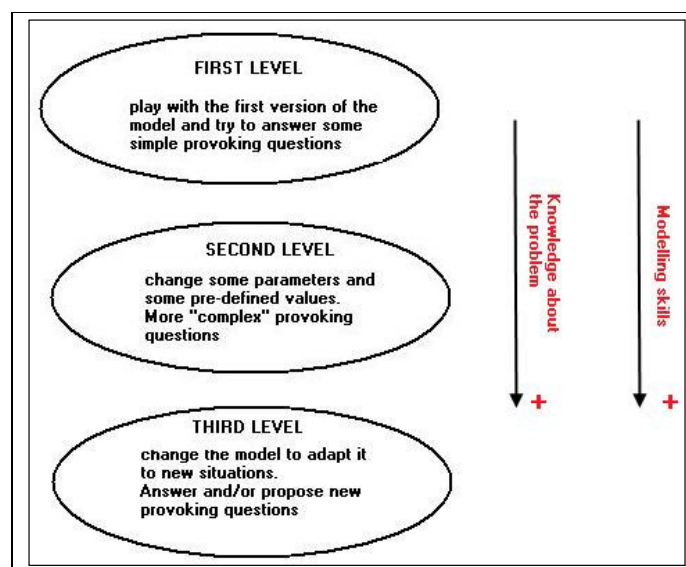 FIRST LEVEL
play with the first version of the
model and try to answer some
simple provoking questions
SECOND LEVEL
change some parameters and
some pre-defined values.
More "complex" provoking
questions
THIRD LEVEL
change the model to adapt it
to new situations.
Answer and/or propose new
provoking questions
Knowledge about
the problem
+
Modelling skills
+